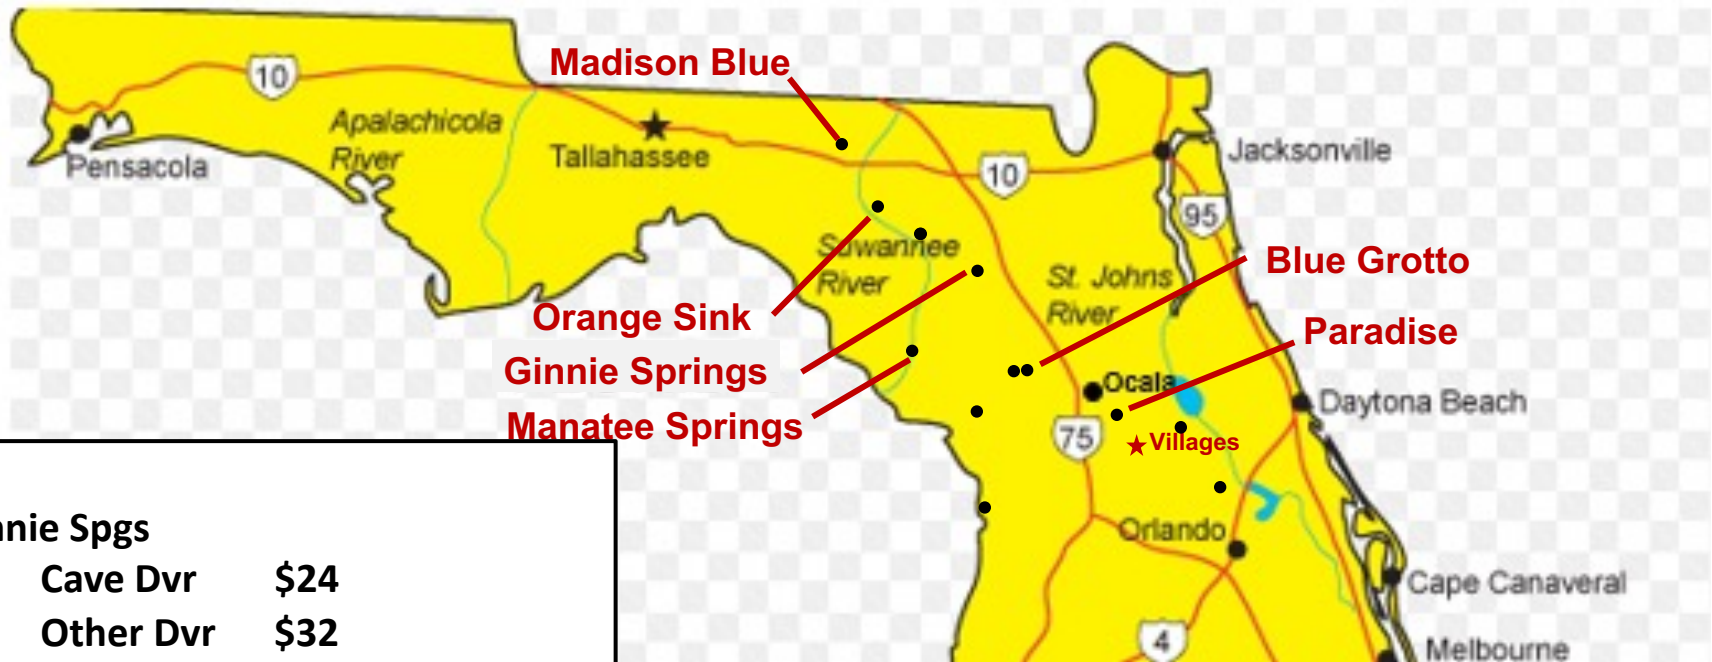 Madison Blue
10
Apalachicola
River
Pensacola
Tallahassee
Jacksonville
10
95
Suwannee
River
St. Johns
River
Blue Grotto
Orange Sink
Paradise
Ginnie Springs
Ocala
Daytona Beach
Manatee Springs
75
Villages
Orlando
Cape Canaveral
4
Melbourne
nnie Spgs
Cave Dvr $24
Other Dvr $32